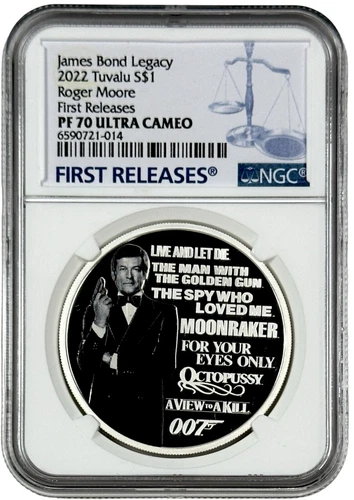 James Bond Legacy
2022 Tuvalu S$1
Roger Moore
First Releases
PF 70 ULTRA CAMEO
6590721-014
FIRST RELEASES®
NGC®
LIVE AND LET DIE
THE MAN WITH
THE GOLDEN GUN
THE SPY WHO
LOVED ME
MOONRAKER
FOR YOUR
EYES ONLY
OCTOPUSSY
A VIEW TO A KILL
007